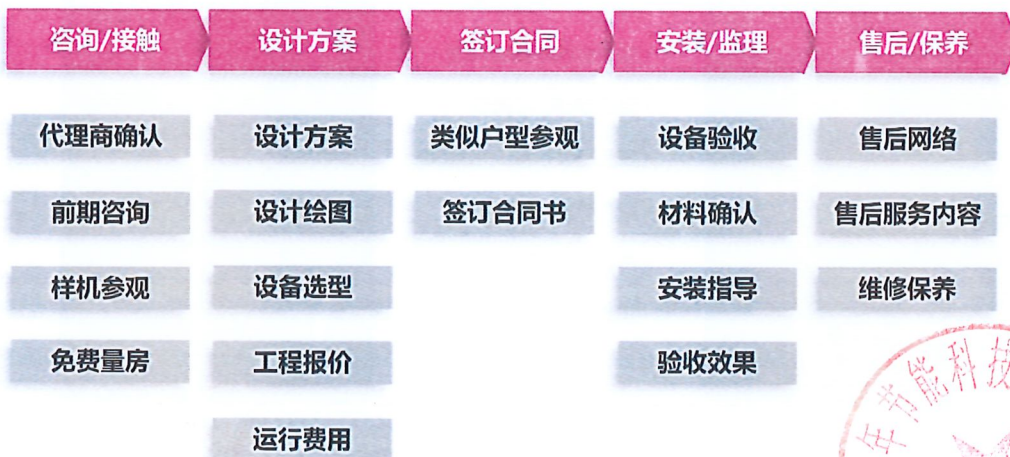 咨询/接触 设计方案 签订合同 安装/监理 售后/保养
代理商确认 设计方案 类似户型参观 设备验收 售后网络
前期咨询 设计绘图 签订合同书 材料确认 售后服务内容
样机参观 设备选型 安装指导 维修保养
免费量房 工程报价 验收效果
运行费用
年节能科技